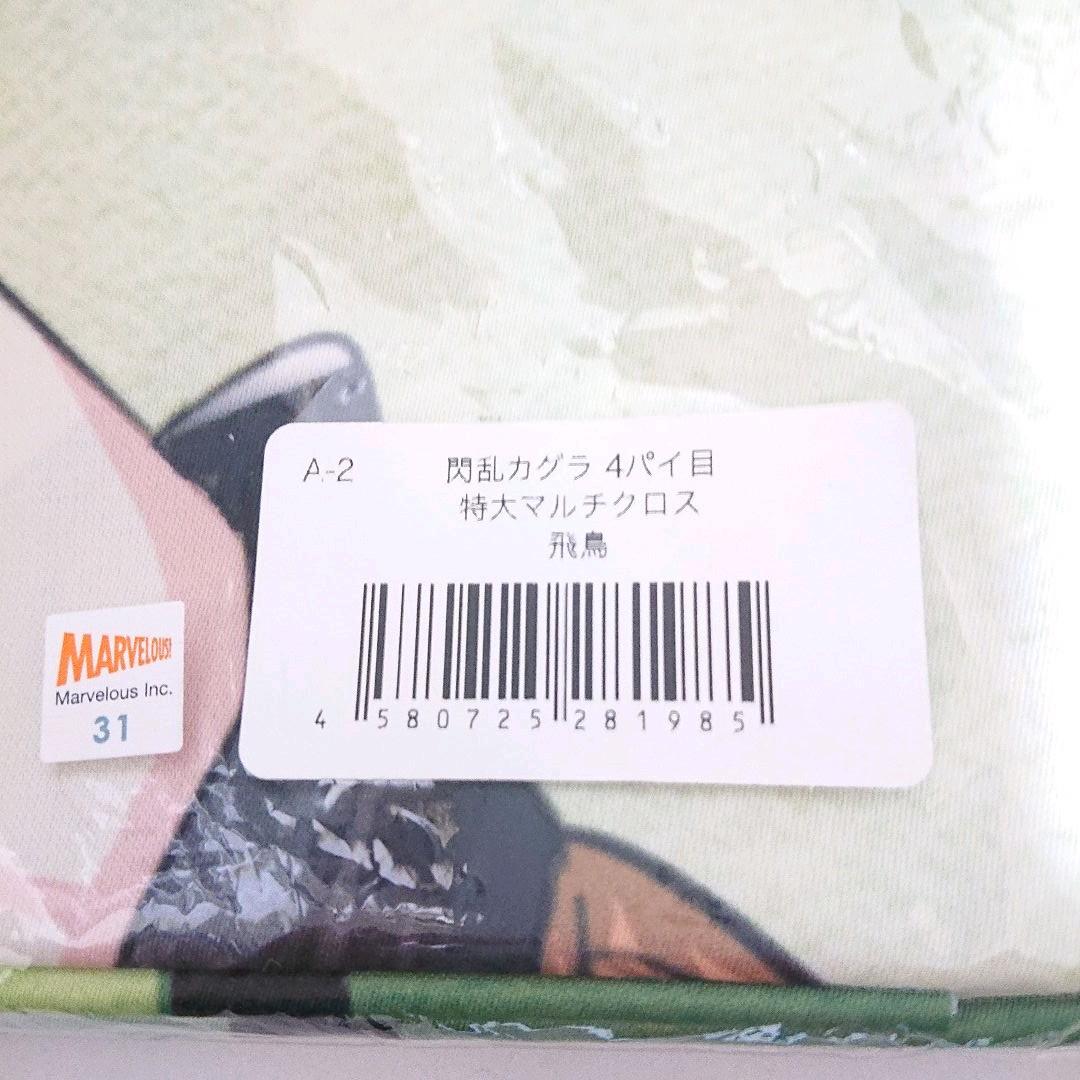 A-2 閃乱カグラ 4パイ目
特大マルチクロス
飛鳥
4 580725 281985
MARVELOUS!
Marvelous Inc.
31